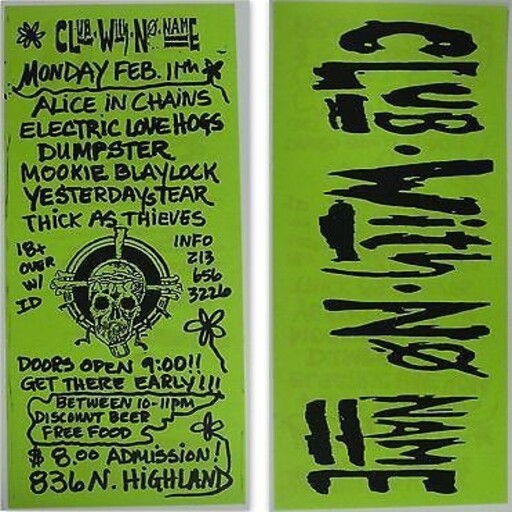 CLUB · With · NØ NAME
MONDAY FEB. 11TH
ALICE IN CHAINS
ELECTRIC LOVE HOGS
DUMPSTER
MOOKIE BLAYLOCK
YESTERDAYS TEAR
THICK AS THIEVES
18+
OVER
W/
ID
INFO
213
656
3226
DOORS OPEN 9:00!!
GET THERE EARLY!!!
BETWEEN 10-11PM
DISCOUNT BEER
FREE FOOD
$8.00 ADMISSION!
836 N. HIGHLAND
CLUB · With · NØ NAME